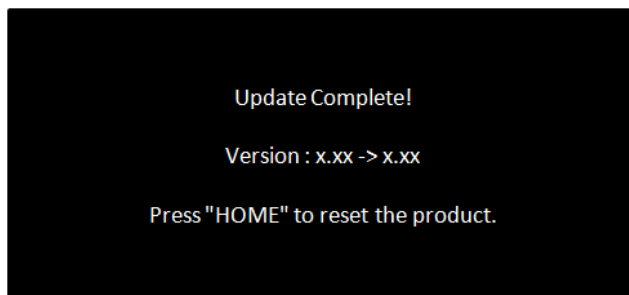 Update Complete!
Version : x.xx -> x.xx
Press "HOME" to reset the product.